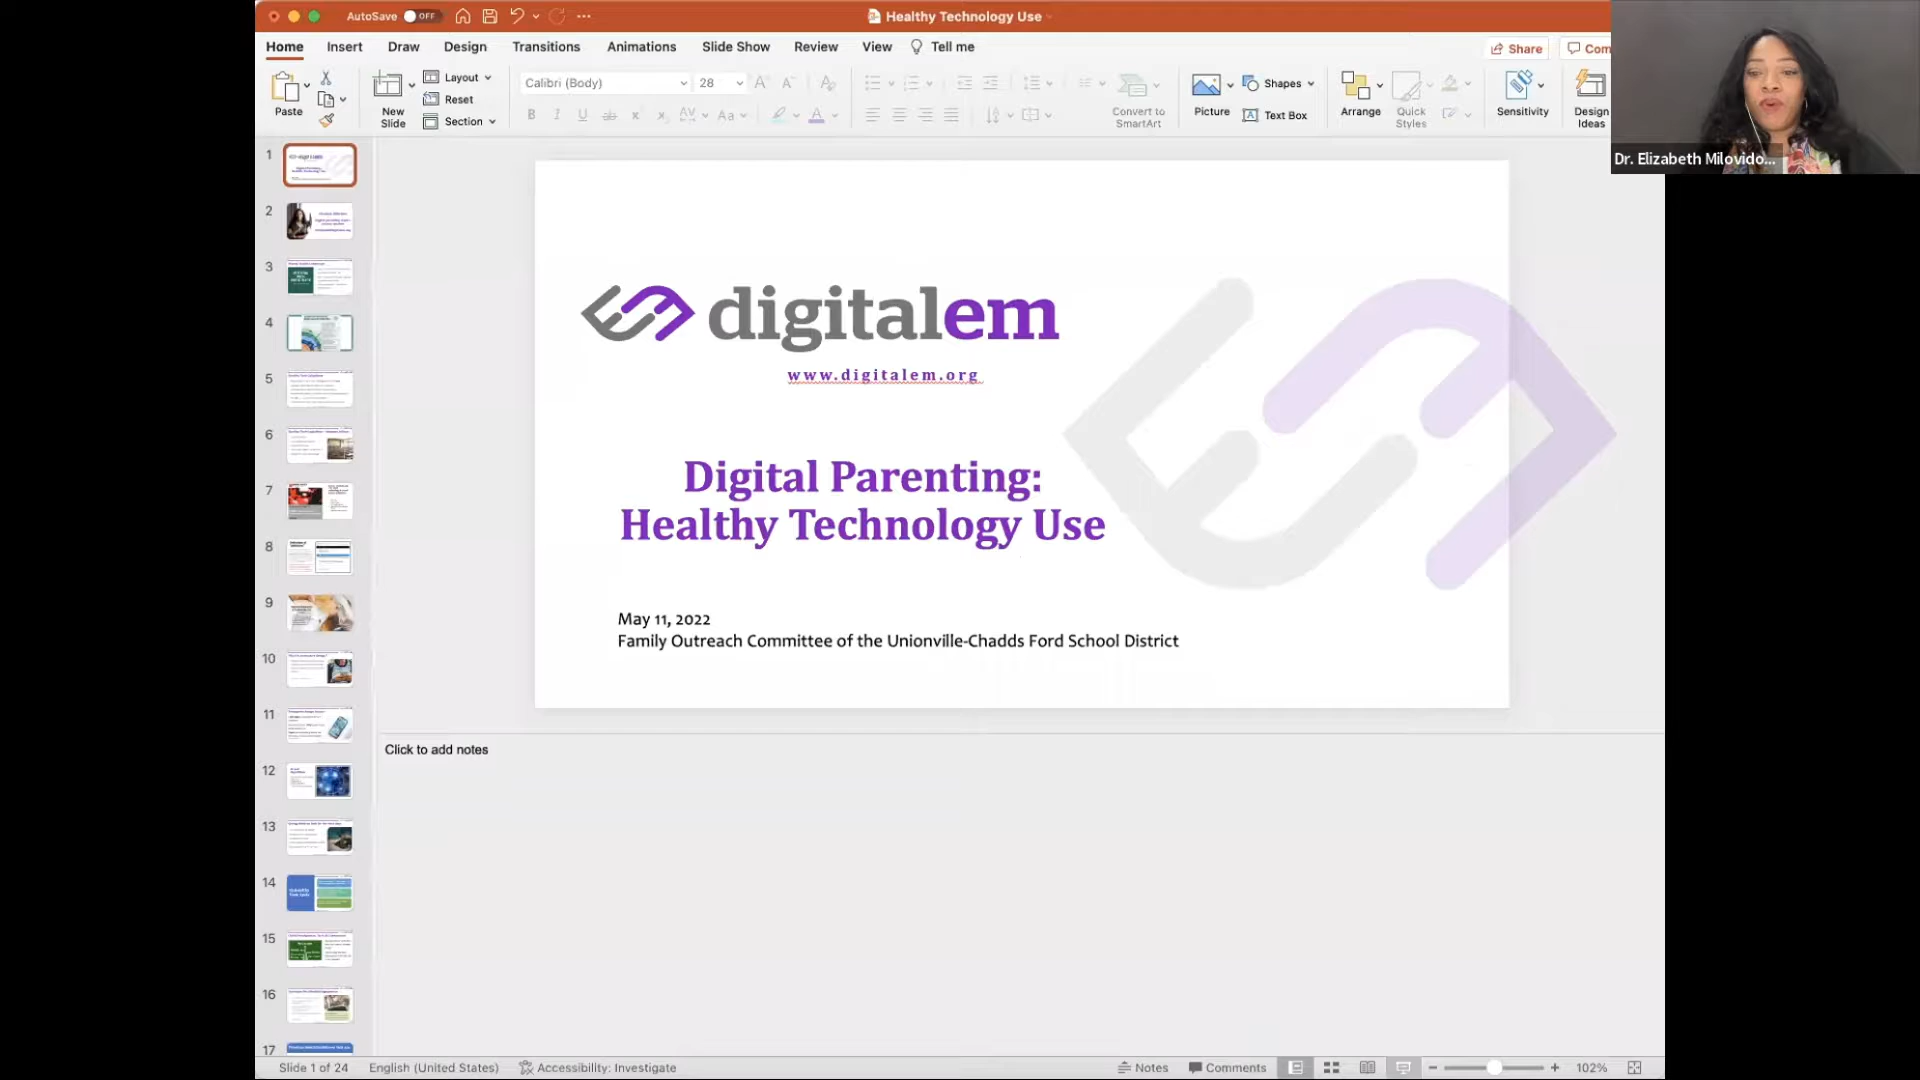 AutoSave OFF
Healthy Technology Use
Home Insert Draw Design Transitions Animations Slide Show Review View Tell me
Share Com
Paste
New Slide
Layout
Reset
Section
Calibri (Body) 28
Convert to SmartArt
Picture
Shapes
Text Box
Arrange
Quick Styles
Sensitivity
Design Ideas
Dr. Elizabeth Milovido...
1
2
3
4
5
6
7
8
9
10
11
12
13
14
15
16
17
digitalem
www.digitalem.org
Digital Parenting:
Healthy Technology Use
May 11, 2022
Family Outreach Committee of the Unionville-Chadds Ford School District
Click to add notes
Slide 1 of 24 English (United States) Accessibility: Investigate Notes Comments 102%